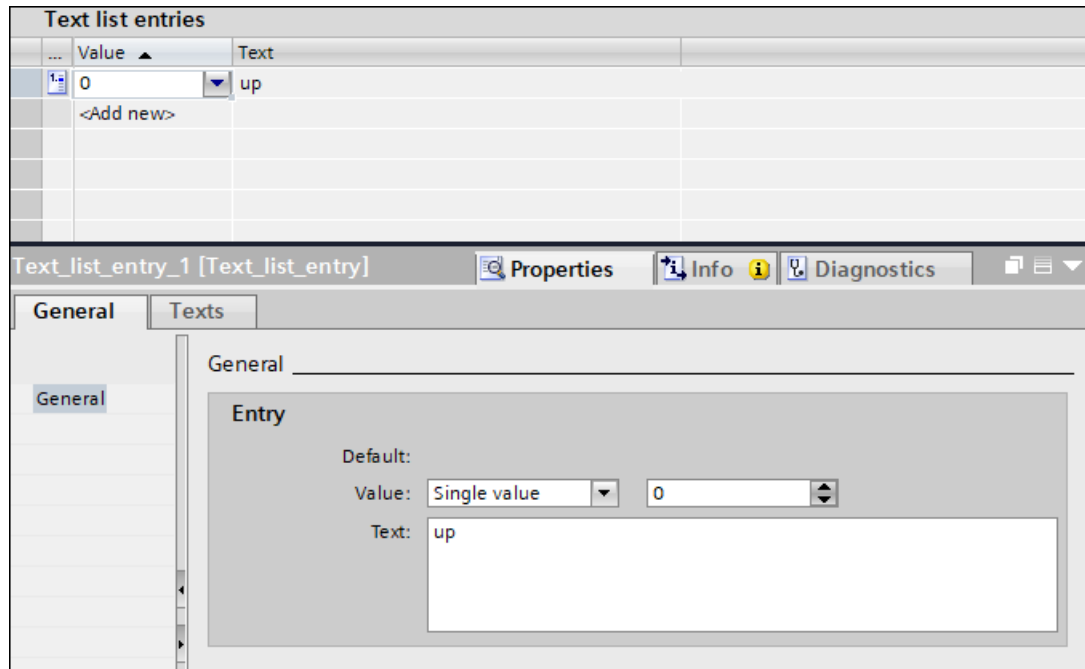 Text list entries
... Value Text
0 up
<Add new>
Text_list_entry_1 [Text_list_entry] Properties Info Diagnostics
General Texts
General
General
Entry
Default:
Value: Single value 0
Text: up